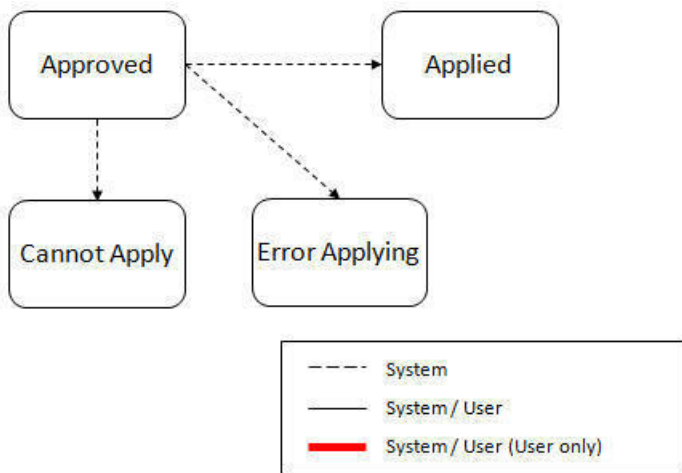 Approved
Applied
Cannot Apply
Error Applying
System
System / User
System / User (User only)